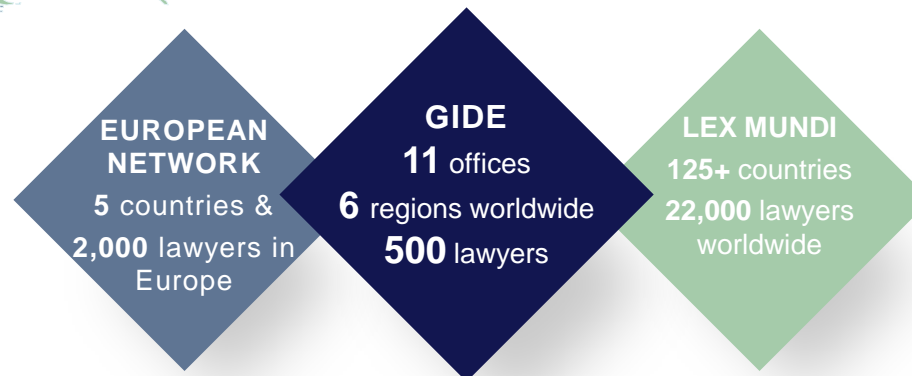 EUROPEAN
NETWORK
5 countries &
2,000 lawyers in
Europe
GIDE
11 offices
6 regions worldwide
500 lawyers
LEX MUNDI
125+ countries
22,000 lawyers
worldwide